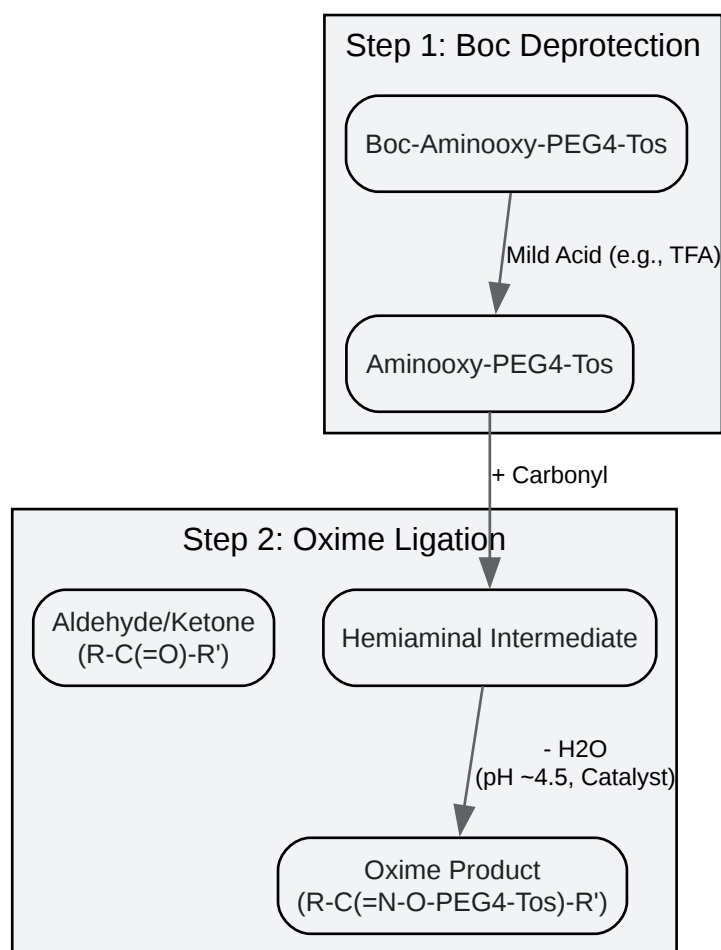 Step 1: Boc Deprotection
Boc-Aminooxy-PEG4-Tos
Mild Acid (e.g., TFA)
Aminooxy-PEG4-Tos
+ Carbonyl
Step 2: Oxime Ligation
Aldehyde/Ketone
(R-C(=O)-R')
Hemiaminal Intermediate
- H2O
(pH ~4.5, Catalyst)
Oxime Product
(R-C(=N-O-PEG4-Tos)-R')